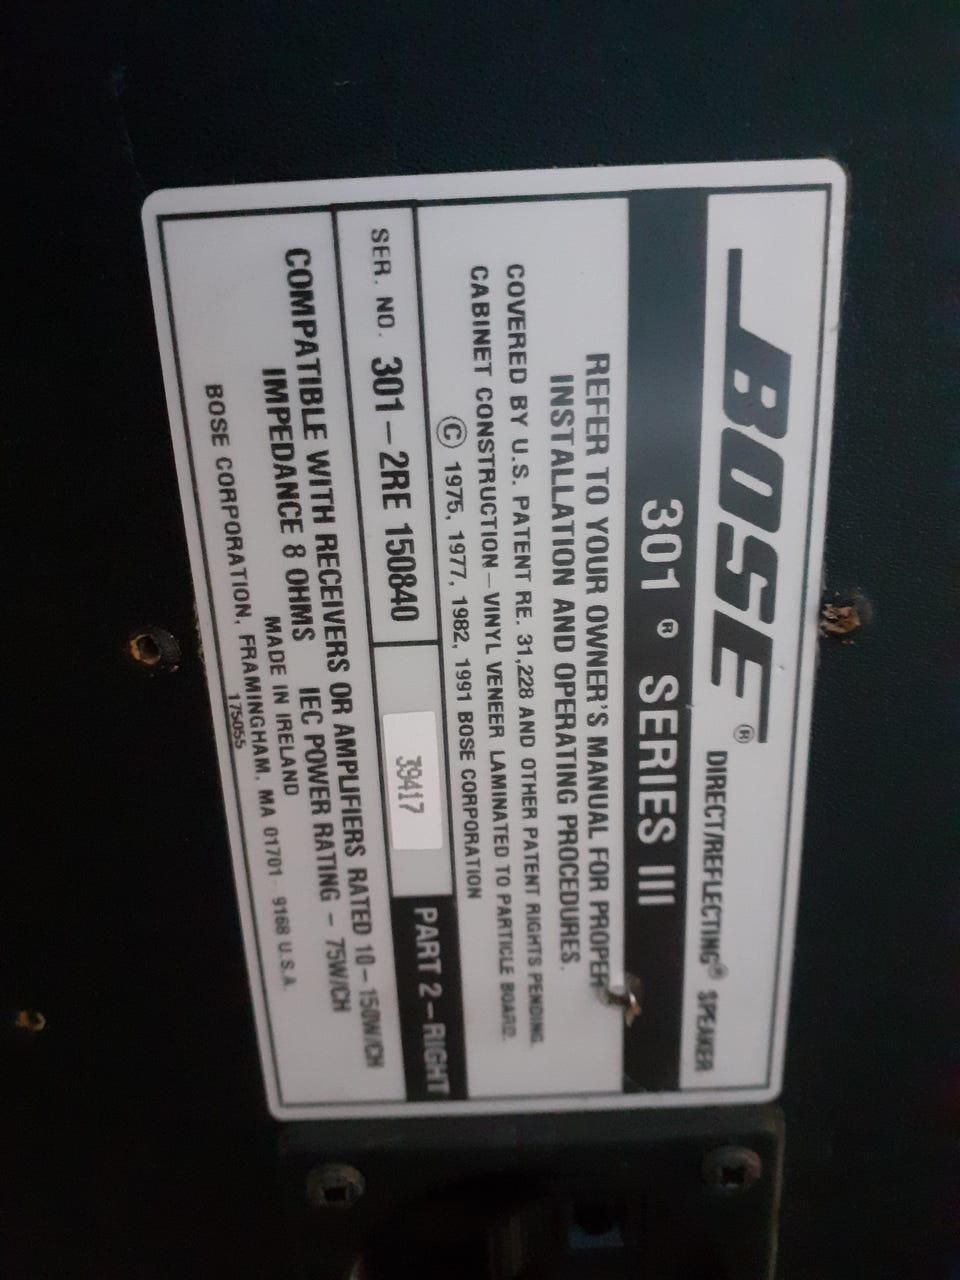 BOSE®
DIRECT/REFLECTING® SPEAKER
301® SERIES III
REFER TO YOUR OWNER'S MANUAL FOR PROPER
INSTALLATION AND OPERATING PROCEDURES.
COVERED BY U.S. PATENT RE. 31,228 AND OTHER PATENT RIGHTS PENDING.
CABINET CONSTRUCTION – VINYL VENEER LAMINATED TO PARTICLE BOARD.
© 1975, 1977, 1982, 1991 BOSE CORPORATION
SER. NO. 301 – 2RE 150840
39417
PART 2 – RIGHT
COMPATIBLE WITH RECEIVERS OR AMPLIFIERS RATED 10 – 150W/CH
IMPEDANCE 8 OHMS IEC POWER RATING – 75W/CH
MADE IN IRELAND
BOSE CORPORATION, FRAMINGHAM, MA 01701 - 9168 U.S.A.
175055